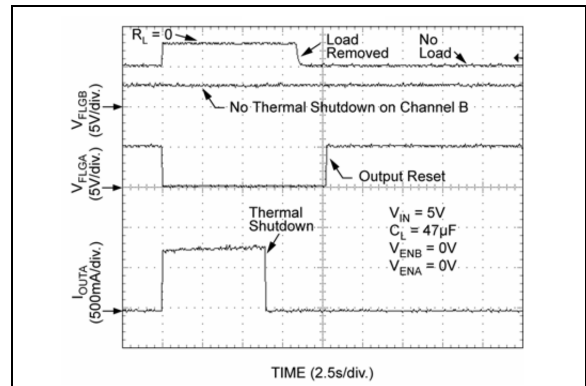 R_L = 0
Load
Removed
No
Load
V_FLGB
(5V/div.)
No Thermal Shutdown on Channel B
V_FLGA
(5V/div.)
Output Reset
Thermal
Shutdown
V_IN = 5V
C_L = 47µF
V_ENB = 0V
V_ENA = 0V
I_OUTA
(500mA/div.)
TIME (2.5s/div.)